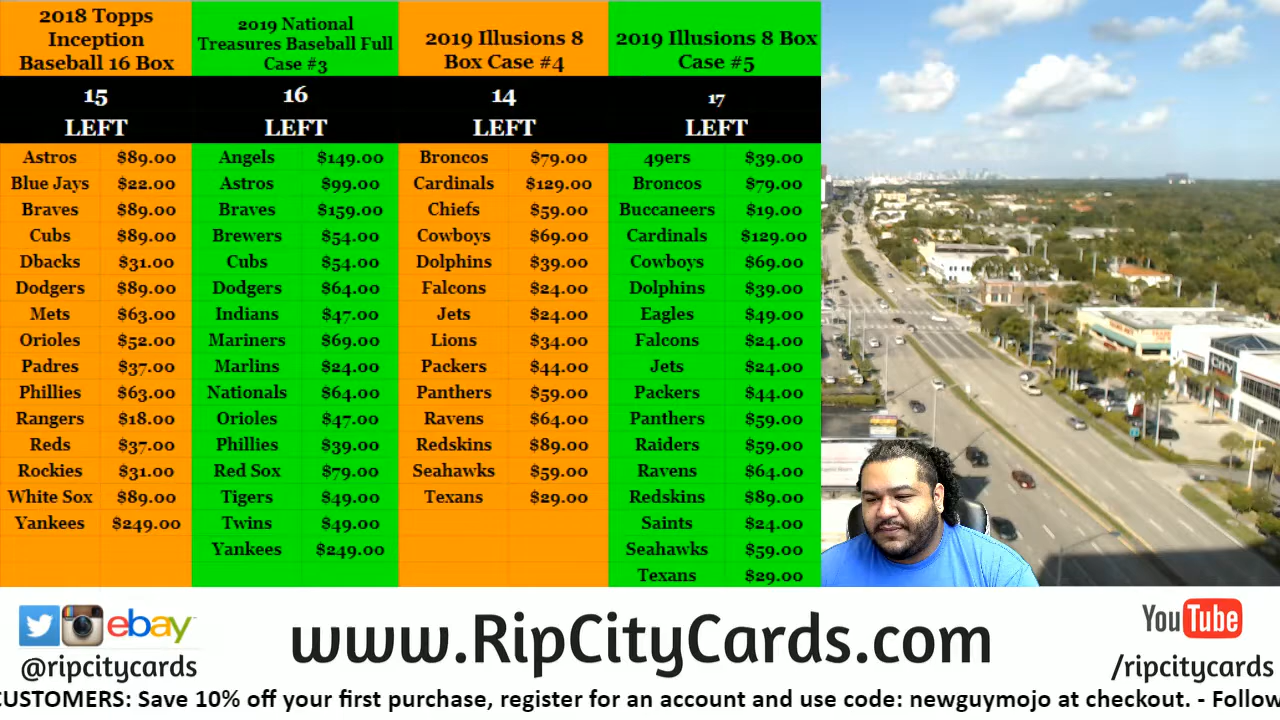 2018 Topps
Inception
Baseball 16 Box
15
LEFT
Astros $89.00
Blue Jays $22.00
Braves $89.00
Cubs $89.00
Dbacks $31.00
Dodgers $89.00
Mets $63.00
Orioles $52.00
Padres $37.00
Phillies $63.00
Rangers $18.00
Reds $37.00
Rockies $31.00
White Sox $89.00
Yankees $249.00
2019 National
Treasures Baseball Full
Case #3
16
LEFT
Angels $149.00
Astros $99.00
Braves $159.00
Brewers $54.00
Cubs $54.00
Dodgers $64.00
Indians $47.00
Mariners $69.00
Marlins $24.00
Nationals $64.00
Orioles $47.00
Phillies $39.00
Red Sox $79.00
Tigers $49.00
Twins $49.00
Yankees $249.00
2019 Illusions 8
Box Case #4
14
LEFT
Broncos $79.00
Cardinals $129.00
Chiefs $59.00
Cowboys $69.00
Dolphins $39.00
Falcons $24.00
Jets $24.00
Lions $34.00
Packers $44.00
Panthers $59.00
Ravens $64.00
Redskins $89.00
Seahawks $59.00
Texans $29.00
2019 Illusions 8 Box
Case #5
17
LEFT
49ers $39.00
Broncos $79.00
Buccaneers $19.00
Cardinals $129.00
Cowboys $69.00
Dolphins $39.00
Eagles $49.00
Falcons $24.00
Jets $24.00
Packers $44.00
Panthers $59.00
Raiders $59.00
Ravens $64.00
Redskins $89.00
Saints $24.00
Seahawks $59.00
Texans $29.00
ebay
@ripcitycards
www.RipCityCards.com
YouTube
/ripcitycards
CUSTOMERS: Save 10% off your first purchase, register for an account and use code: newguymojo at checkout. - Follow